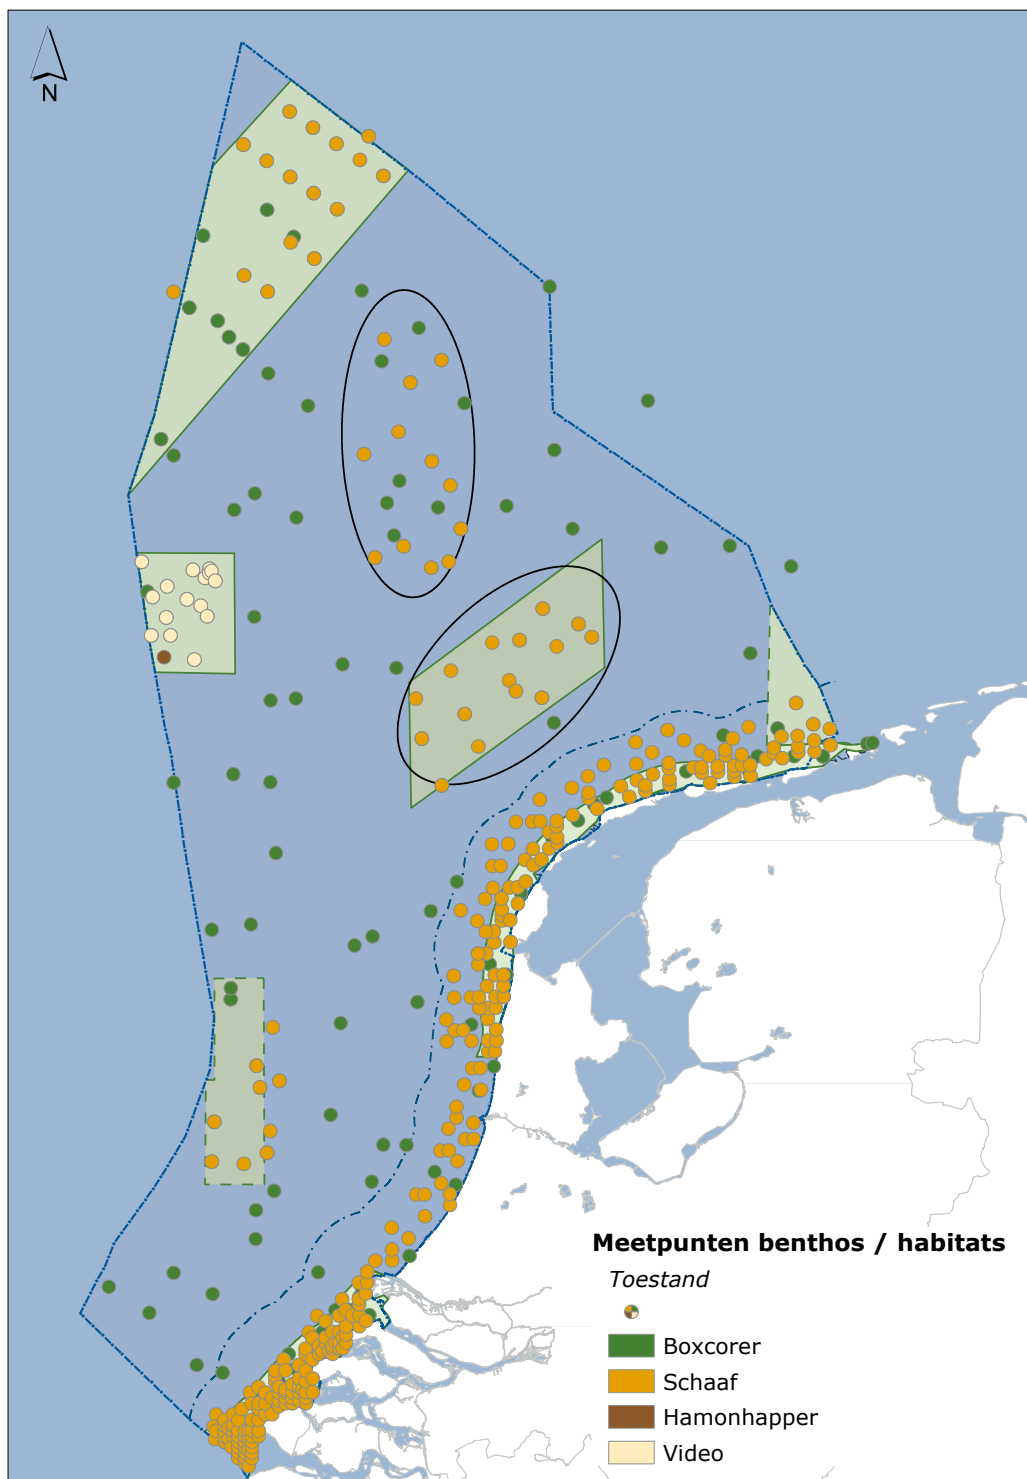 N
Meetpunten benthos / habitats
Toestand
Boxcorer
Schaaf
Hamonhapper
Video